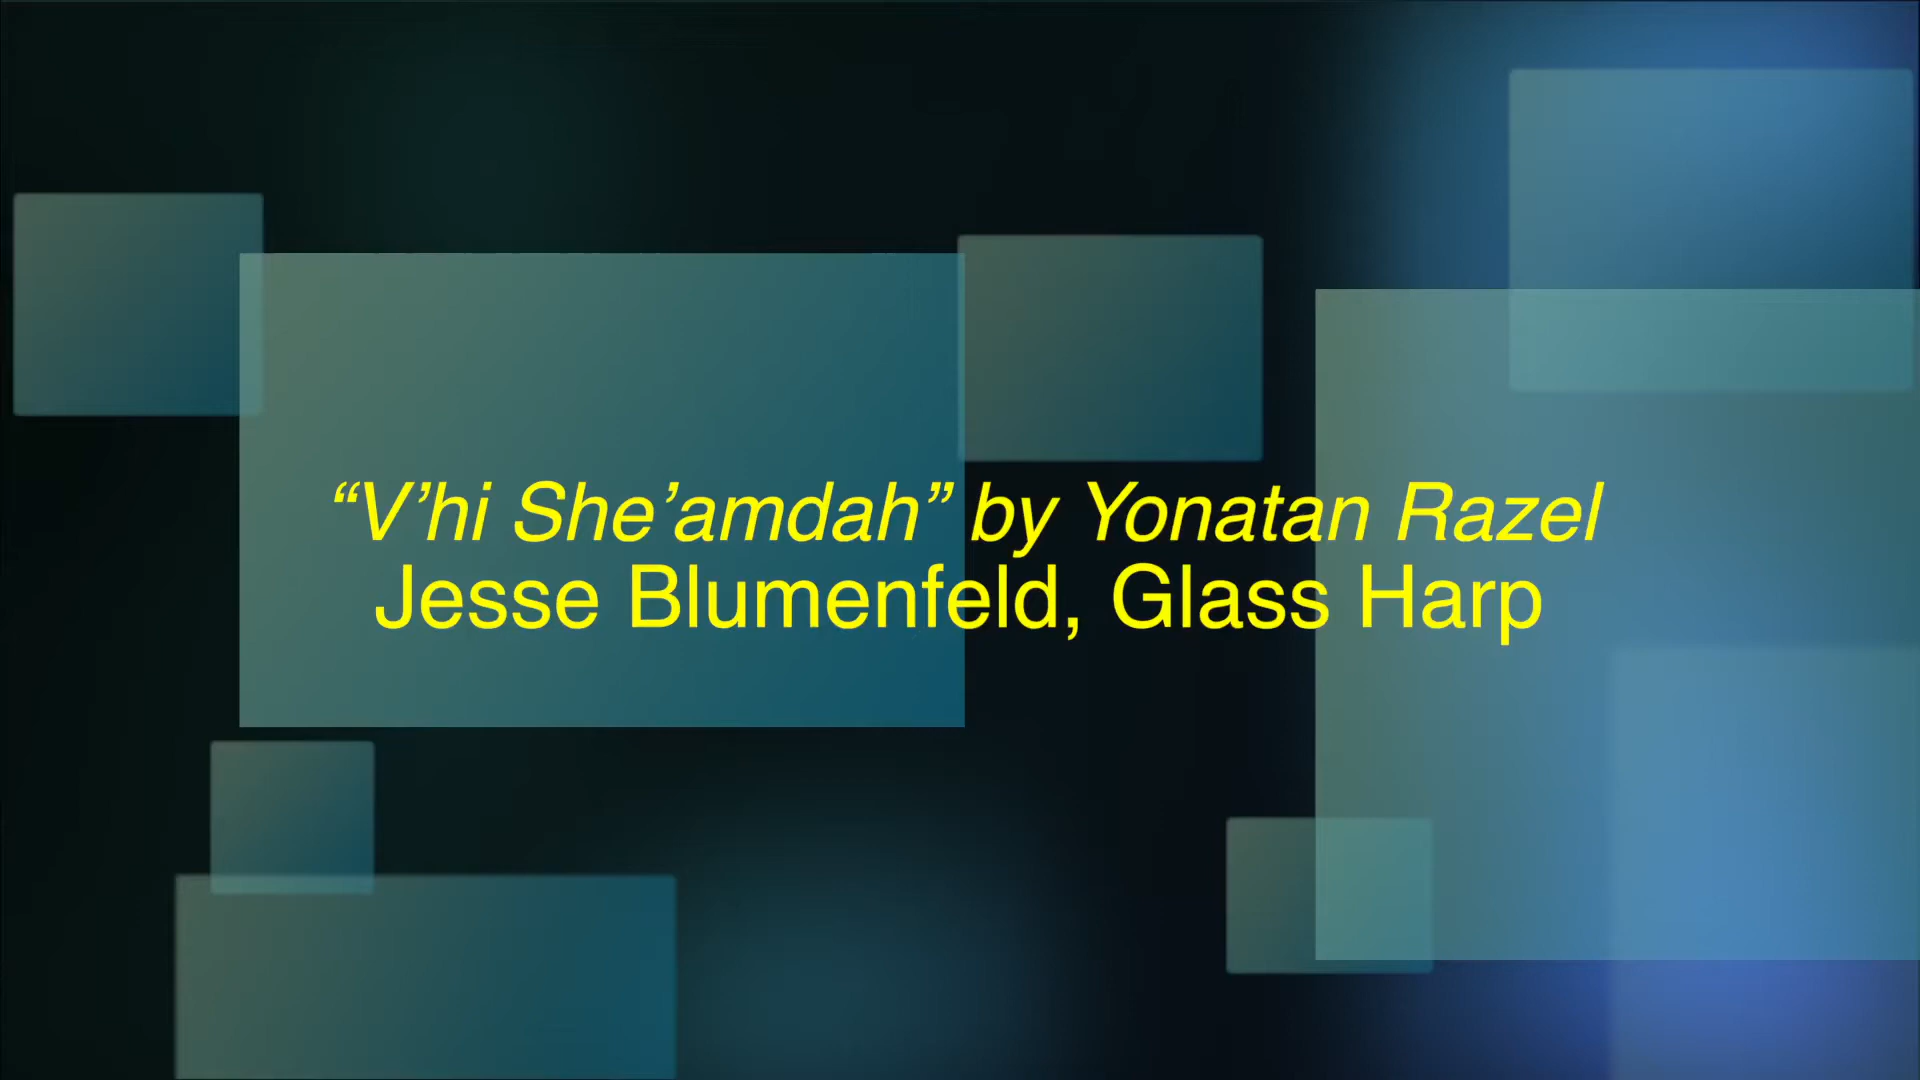 “V’hi She’amdah” by Yonatan Razel
Jesse Blumenfeld, Glass Harp